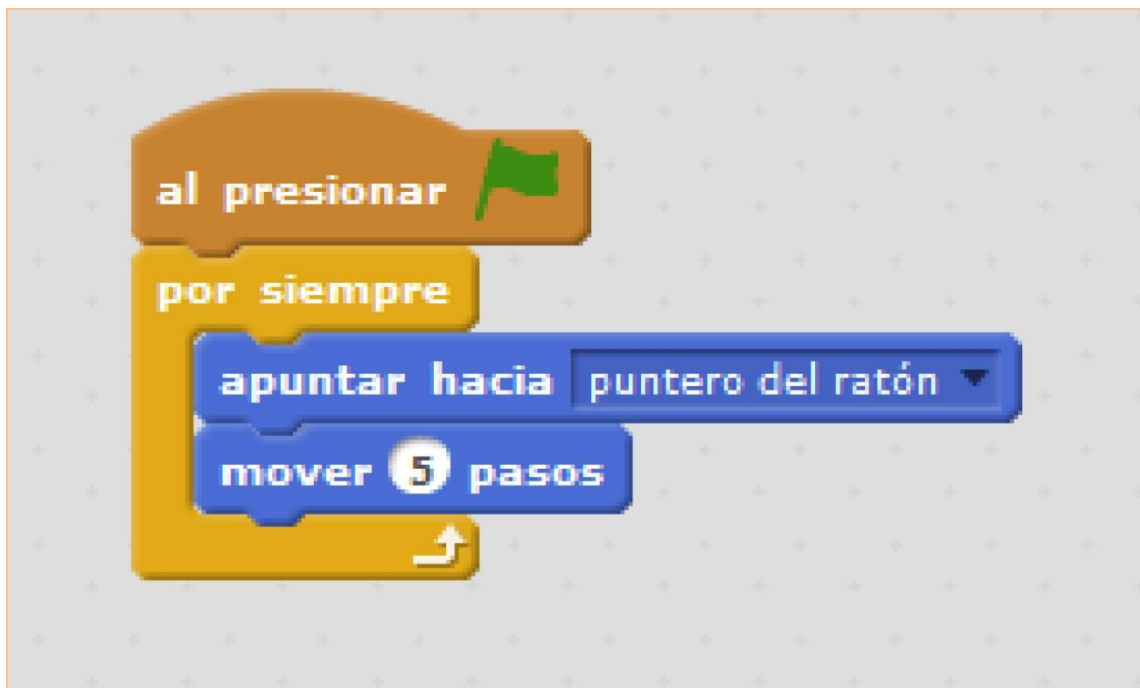 al presionar
por siempre
apuntar hacia puntero del ratón
mover 5 pasos